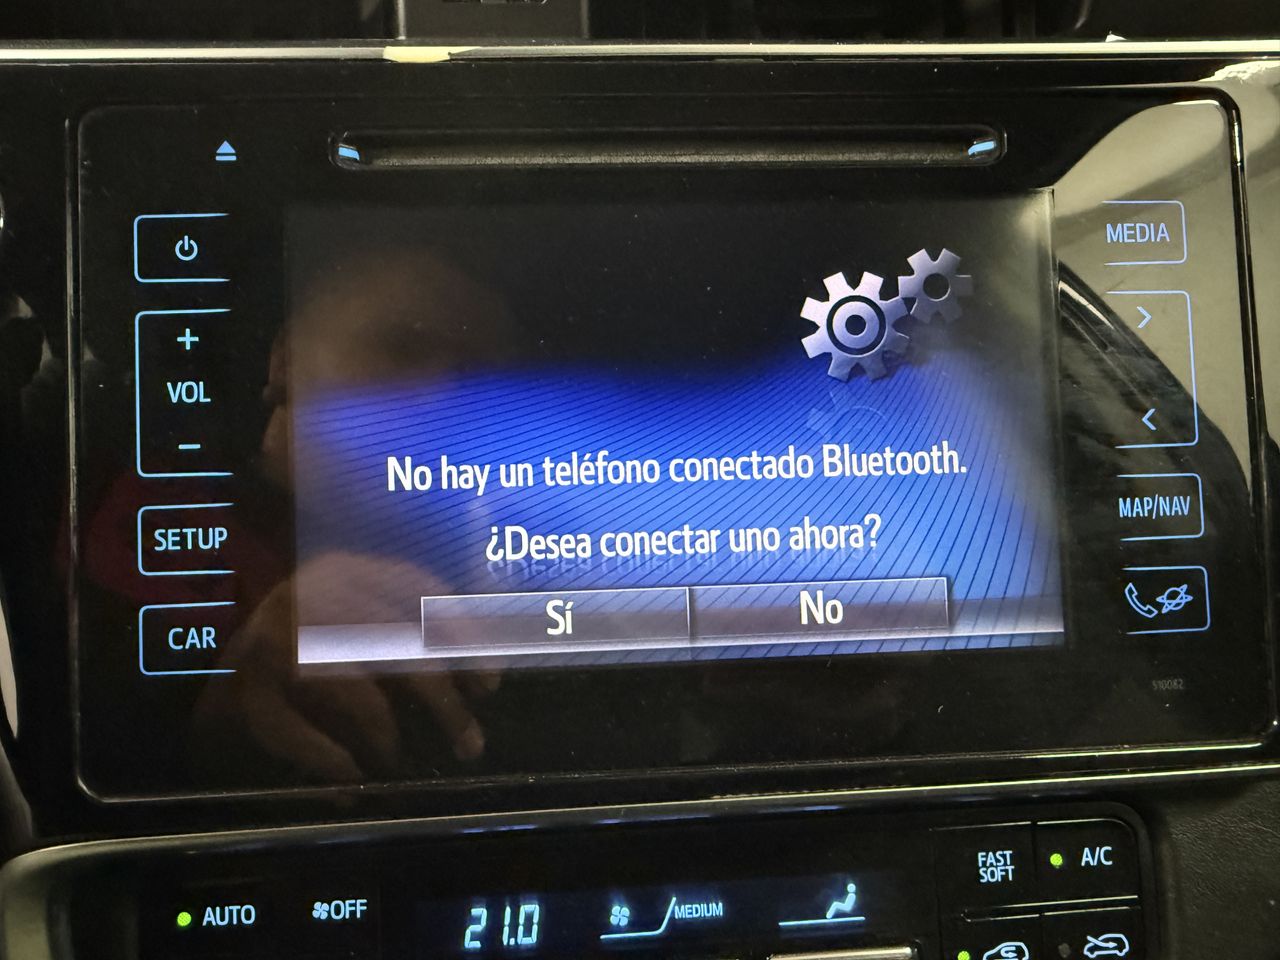 MEDIA
+
VOL
−
SETUP
CAR
No hay un teléfono conectado Bluetooth.
¿Desea conectar uno ahora?
Sí
No
MAP/NAV
510082
AUTO
OFF
21.0
MEDIUM
FAST
SOFT
A/C